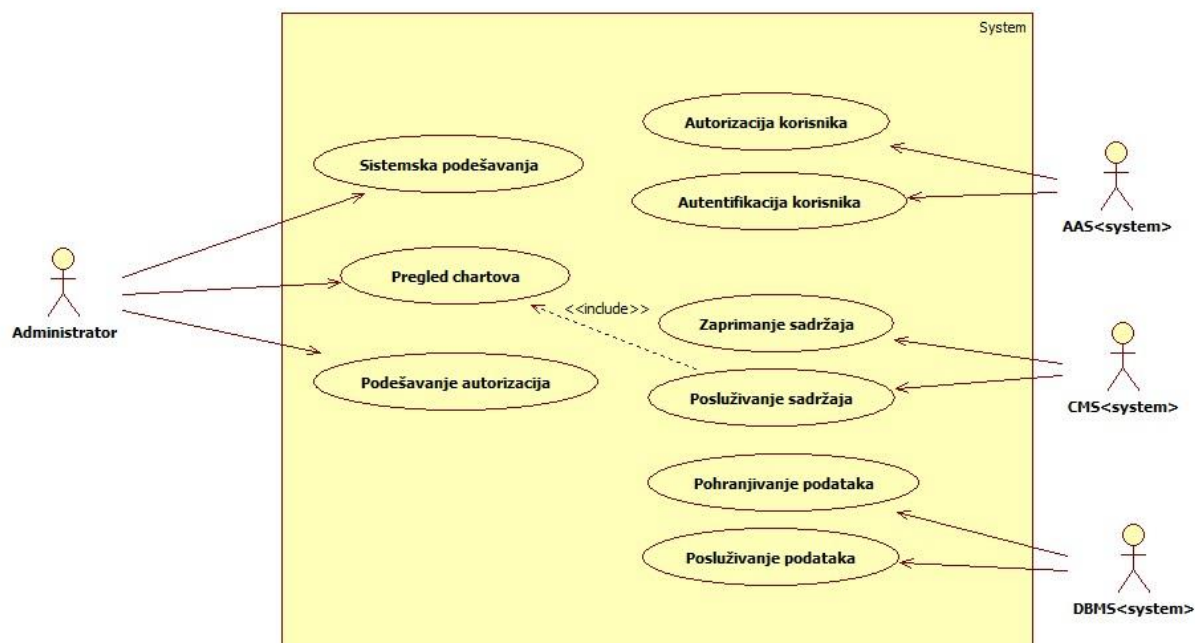 System
Autorizacija korisnika
Sistemska podešavanja
Autentifikacija korisnika
AAS<system>
Pregled chartova
<<include>>
Zaprimanje sadržaja
Administrator
Podešavanje autorizacija
Posluživanje sadržaja
CMS<system>
Pohranjivanje podataka
Posluživanje podataka
DBMS<system>